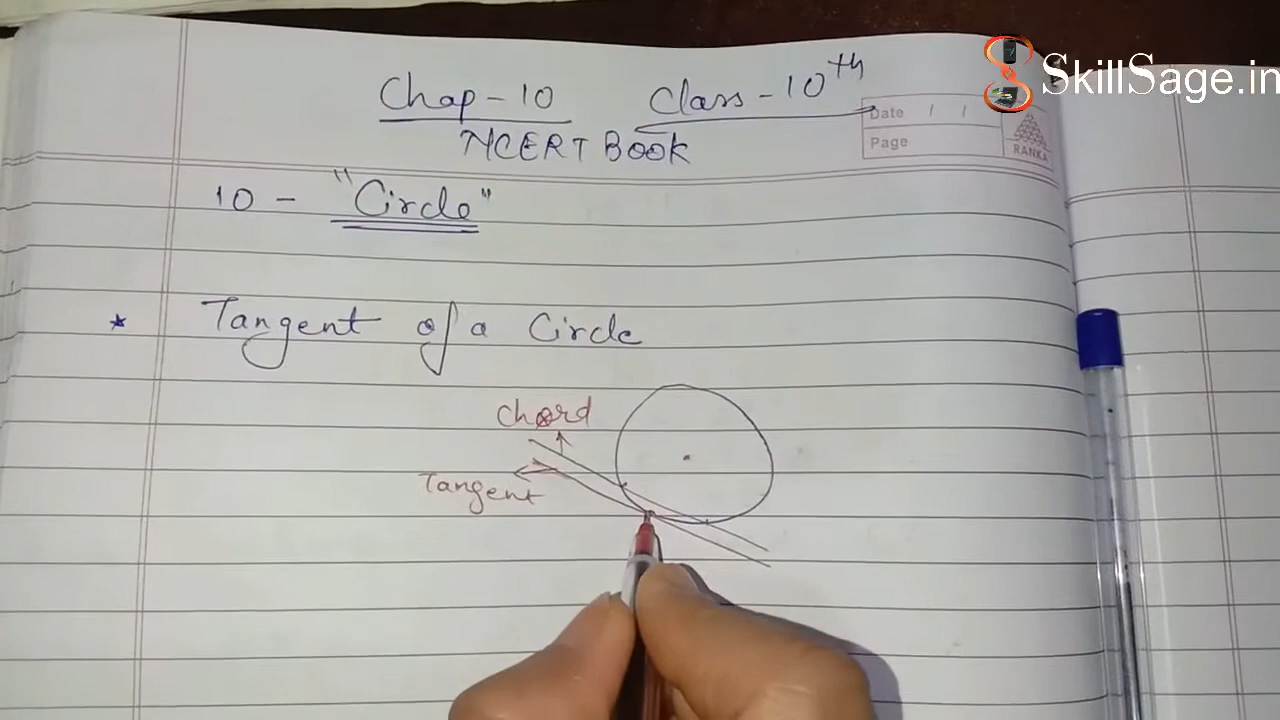 SkillSage.in
Chap-10 Class-10th
NCERT Book
Date / /
Page
RANKA
10 - "Circle"
* Tangent of a Circle
Chord
Tangent